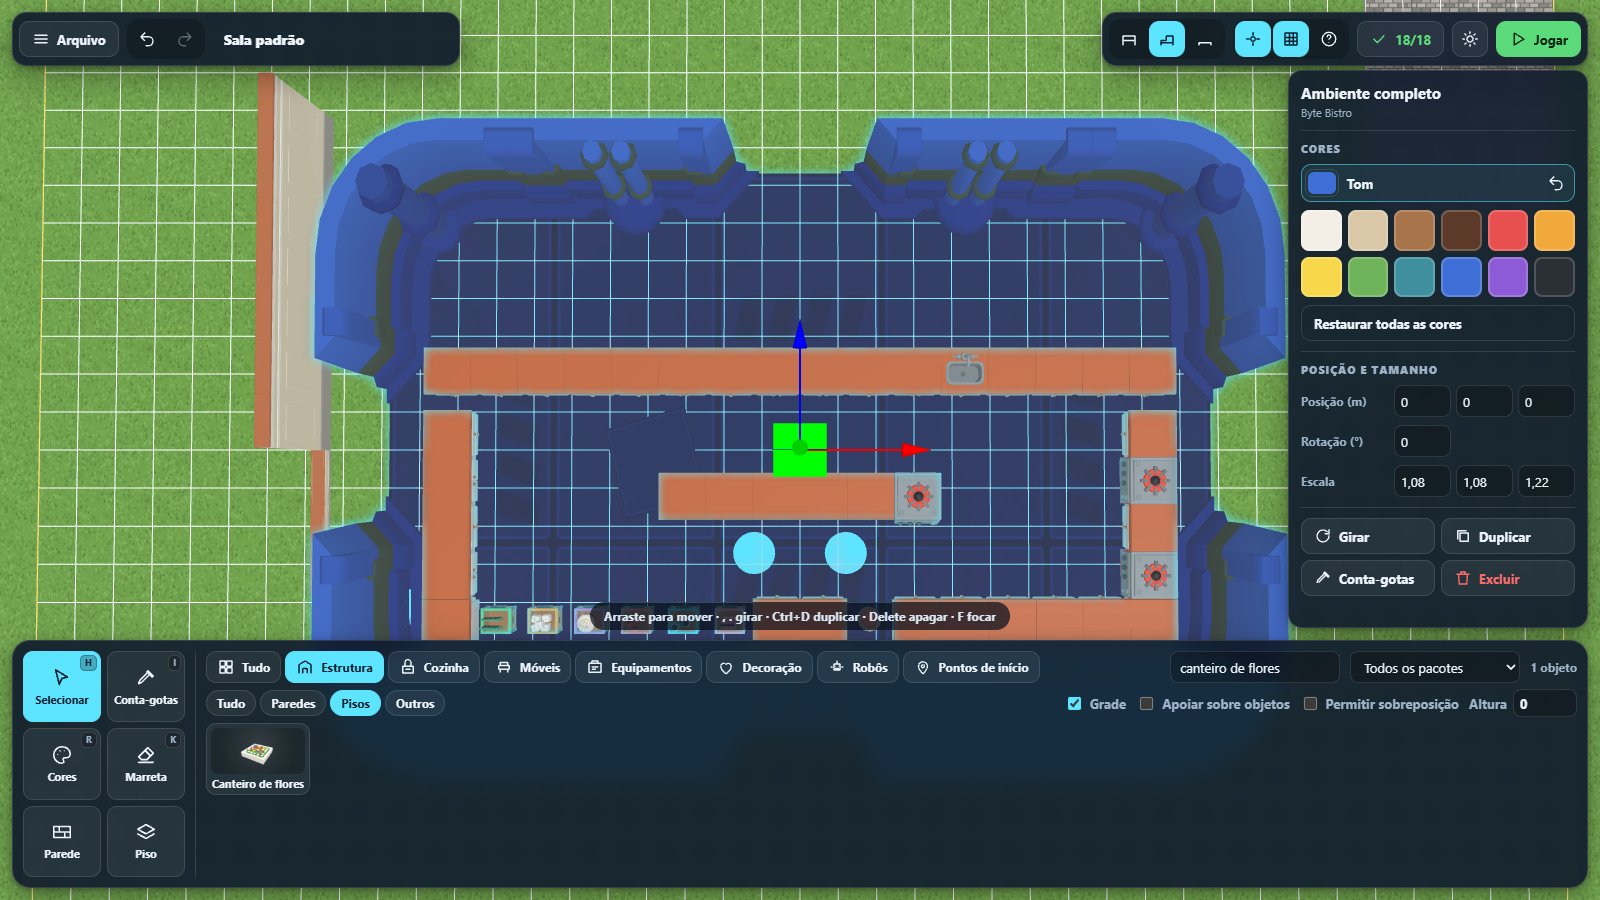 Arquivo
Sala padrão
18/18
Jogar
Ambiente completo
Byte Bistro
CORES
Tom
Restaurar todas as cores
POSIÇÃO E TAMANHO
Posição (m) 0 0 0
Rotação (°) 0
Escala 1,08 1,08 1,22
Girar Duplicar
Conta-gotas Excluir
Arraste para mover · , . girar · Ctrl+D duplicar · Delete apagar · F focar
H
Selecionar
I
Conta-gotas
R
Cores
K
Marreta
Parede
Piso
Tudo Estrutura Cozinha Móveis Equipamentos Decoração Robôs Pontos de início
canteiro de flores Todos os pacotes 1 objeto
Tudo Paredes Pisos Outros
Grade Apoiar sobre objetos Permitir sobreposição Altura 0
Canteiro de flores